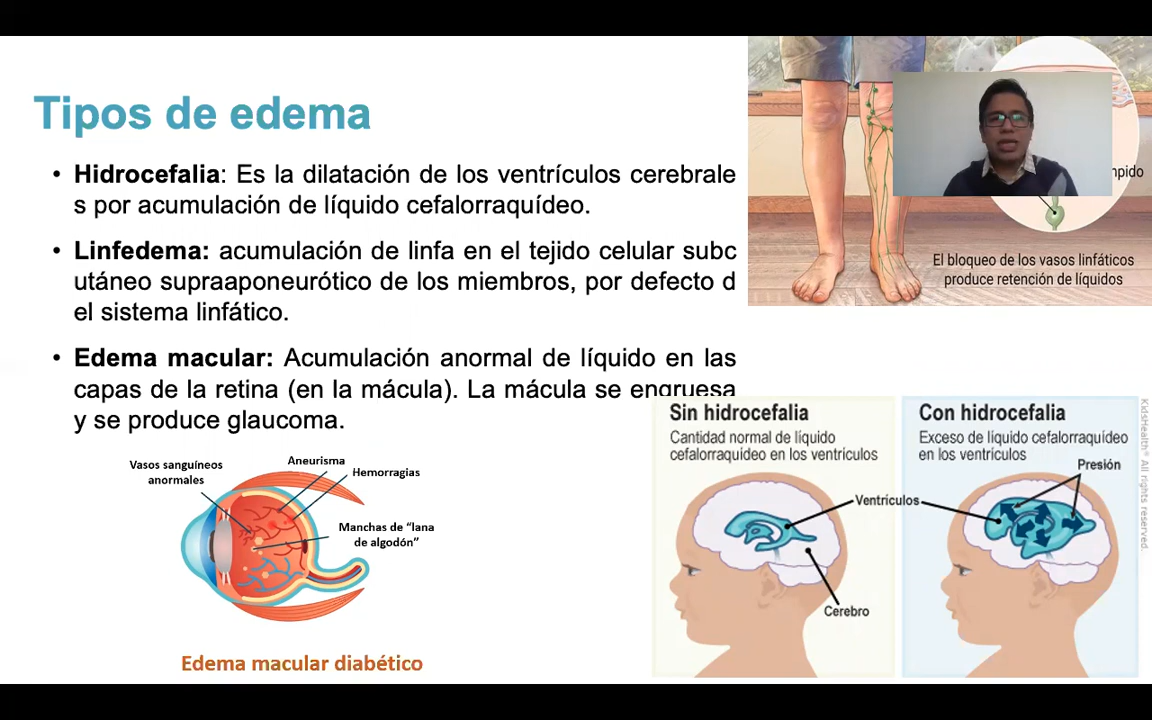 Tipos de edema
• Hidrocefalia: Es la dilatación de los ventrículos cerebrale
s por acumulación de líquido cefalorraquídeo.
• Linfedema: acumulación de linfa en el tejido celular subc
utáneo supraaponeurótico de los miembros, por defecto d
el sistema linfático.
• Edema macular: Acumulación anormal de líquido en las
capas de la retina (en la mácula). La mácula se engruesa
y se produce glaucoma.
El bloqueo de los vasos linfáticos
produce retención de líquidos
Vasos sanguíneos
anormales
Aneurisma
Hemorragias
Manchas de “lana
de algodón”
Edema macular diabético
Sin hidrocefalia
Cantidad normal de líquido
cefalorraquídeo en los ventrículos
Con hidrocefalia
Exceso de líquido cefalorraquídeo
en los ventrículos
Presión
Ventrículos
Cerebro
KidsHealth® All rights reserved.